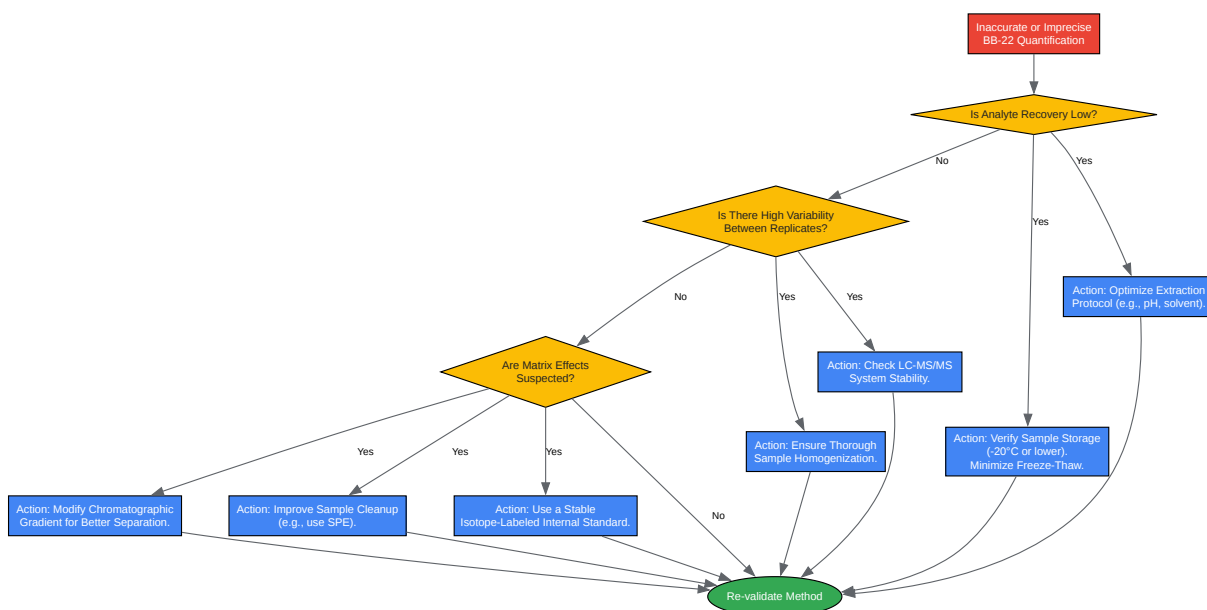 Inaccurate or Imprecise
BB-22 Quantification
Is Analyte Recovery Low?
No
Yes
Yes
Is There High Variability
Between Replicates?
Action: Optimize Extraction
Protocol (e.g., pH, solvent).
No
Yes
Yes
Are Matrix Effects
Suspected?
Action: Check LC-MS/MS
System Stability.
Action: Ensure Thorough
Sample Homogenization.
Action: Verify Sample Storage
(-20°C or lower).
Minimize Freeze-Thaw.
Yes
Yes
Yes
No
Action: Modify Chromatographic
Gradient for Better Separation.
Action: Improve Sample Cleanup
(e.g., use SPE).
Action: Use a Stable
Isotope-Labeled Internal Standard.
Re-validate Method